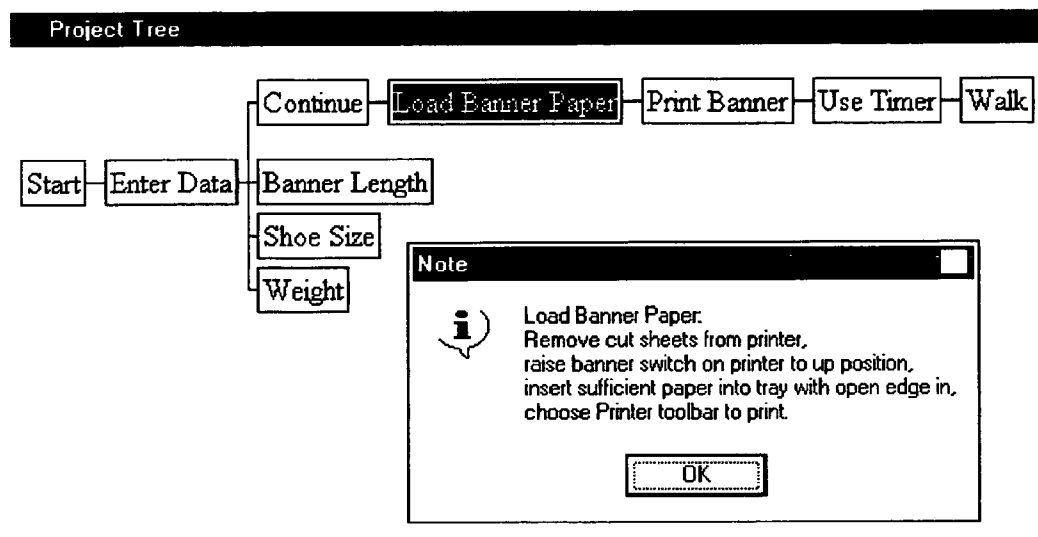 Project Tree
Continue Load Banner Paper Print Banner Use Timer Walk
Start Enter Data Banner Length
Shoe Size
Weight
Note
Load Banner Paper:
Remove cut sheets from printer,
raise banner switch on printer to up position,
insert sufficient paper into tray with open edge in,
choose Printer toolbar to print.
OK